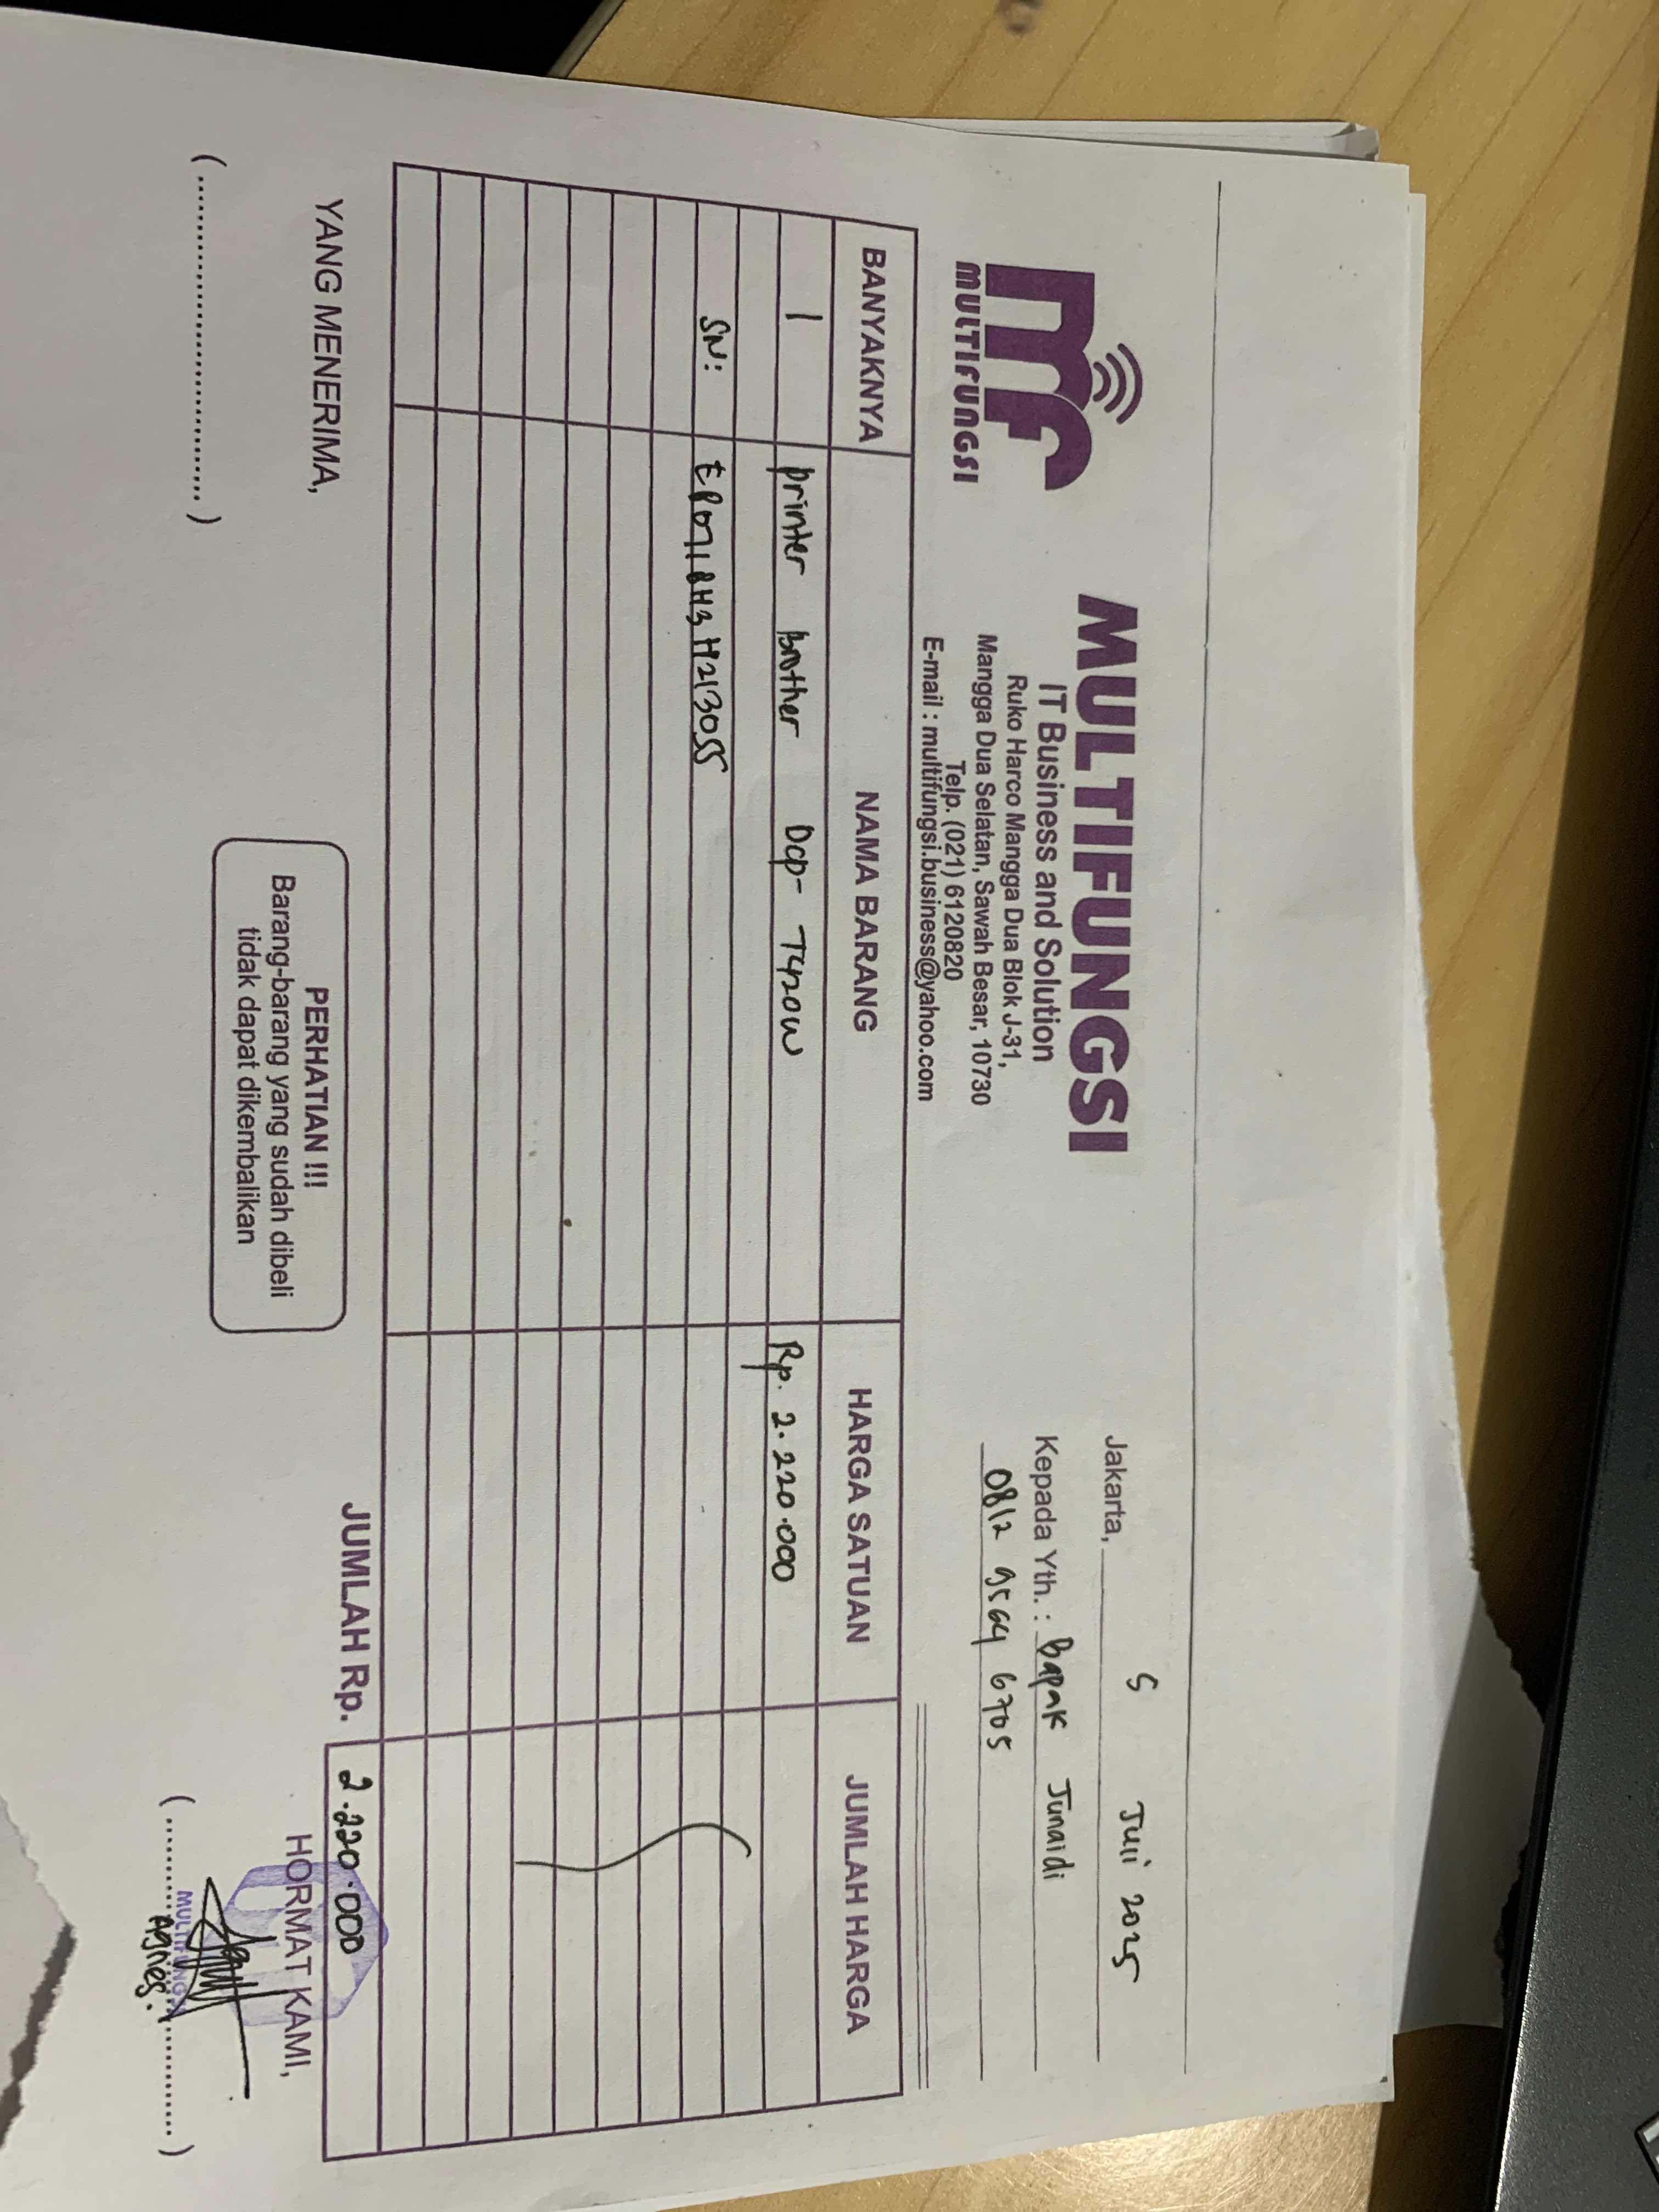 mf
MULTIFUNGSI
MULTIFUNGSI
IT Business and Solution
Ruko Harco Mangga Dua Blok J-31,
Mangga Dua Selatan, Sawah Besar, 10730
Telp. (021) 6120820
E-mail : multifungsi.business@yahoo.com
Jakarta, 5 Juli 2025
Kepada Yth. : Bapak Junaidi
0812 9564 6705
BANYAKNYA NAMA BARANG HARGA SATUAN JUMLAH HARGA
1 printer brother Dcp- T420W Rp. 2.220.000
SN:
JUMLAH Rp. 2.220.000
YANG MENERIMA,
PERHATIAN !!!
Barang-barang yang sudah dibeli
tidak dapat dikembalikan
HORMAT KAMI,
MULTIFUNGSI
Agnes.